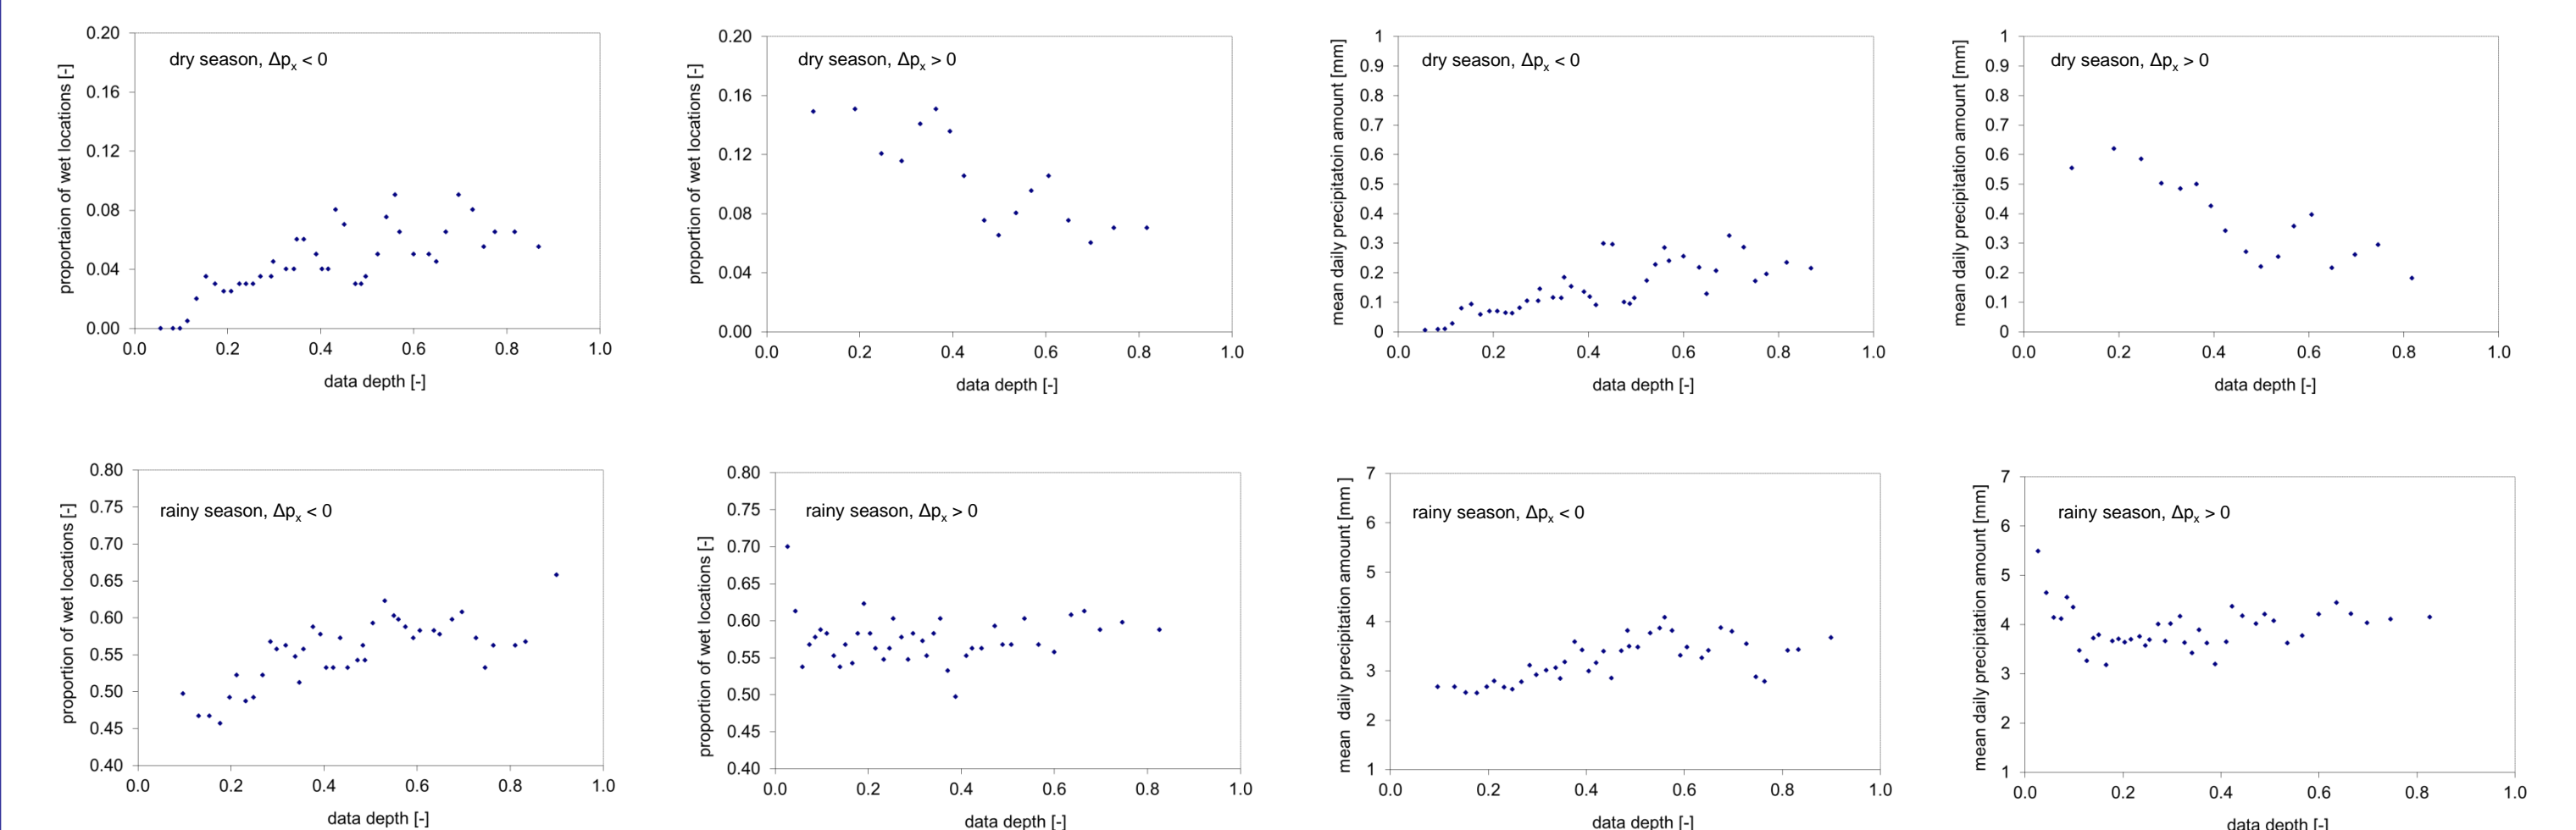 proportaion of wet locations [-]
0.20
0.16
0.12
0.08
0.04
0.00
dry season, Δpx < 0
0.0 0.2 0.4 0.6 0.8 1.0
data depth [-]
proportion of wet locations [-]
0.20
0.16
0.12
0.08
0.04
0.00
dry season, Δpx > 0
0.0 0.2 0.4 0.6 0.8 1.0
data depth [-]
mean daily precipitatoin amount [mm]
1
0.9
0.8
0.7
0.6
0.5
0.4
0.3
0.2
0.1
0
dry season, Δpx < 0
0.0 0.2 0.4 0.6 0.8 1.0
data depth [-]
mean daily precipitation amount [mm]
1
0.9
0.8
0.7
0.6
0.5
0.4
0.3
0.2
0.1
0
dry season, Δpx > 0
0.0 0.2 0.4 0.6 0.8 1.0
data depth [-]
proportion of wet locations [-]
0.80
0.75
0.70
0.65
0.60
0.55
0.50
0.45
0.40
rainy season, Δpx < 0
0.0 0.2 0.4 0.6 0.8 1.0
data depth [-]
proportion of wet locations [-]
0.80
0.75
0.70
0.65
0.60
0.55
0.50
0.45
0.40
rainy season, Δpx > 0
0.0 0.2 0.4 0.6 0.8 1.0
data depth [-]
mean daily precipitation amount [mm ]
7
6
5
4
3
2
1
rainy season, Δpx < 0
0.0 0.2 0.4 0.6 0.8 1.0
data depth [-]
mean daily precipitation amount [mm]
7
6
5
4
3
2
1
rainy season, Δpx > 0
0.0 0.2 0.4 0.6 0.8 1.0
data depth [-]